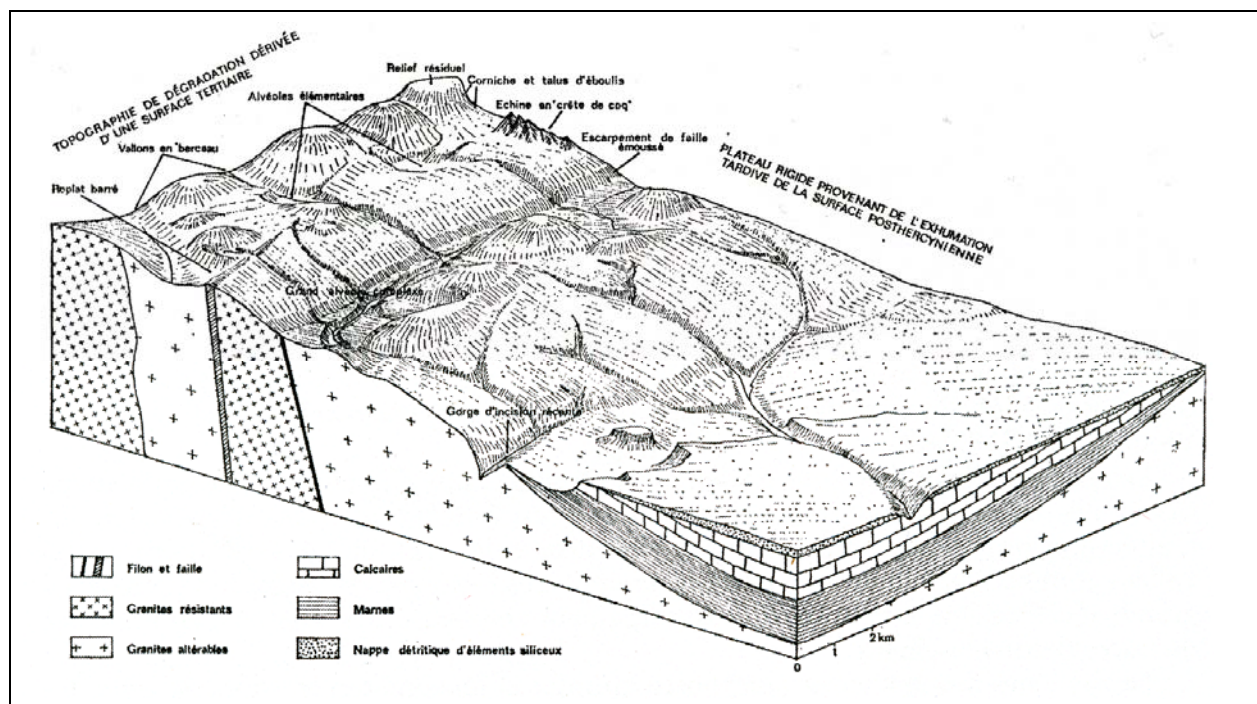 TOPOGRAPHIE DE DÉGRADATION DÉRIVÉE
D'UNE SURFACE TERTIAIRE
Relief résiduel
Corniche et talus d'éboulis
Alvéoles élémentaires
Echine en "crête de coq"
Escarpement de faille
émoussé
Vallons en berceau
Replat barré
PLATEAU RIGIDE PROVENANT DE L'EXHUMATION
TARDIVE DE LA SURFACE POSTHERCYNIENNE
Grand alvéole complexe
Gorge d'incision récente
Filon et faille
Granites résistants
Granites altérables
Calcaires
Marnes
Nappe détritique d'éléments siliceux
0 1 2 km